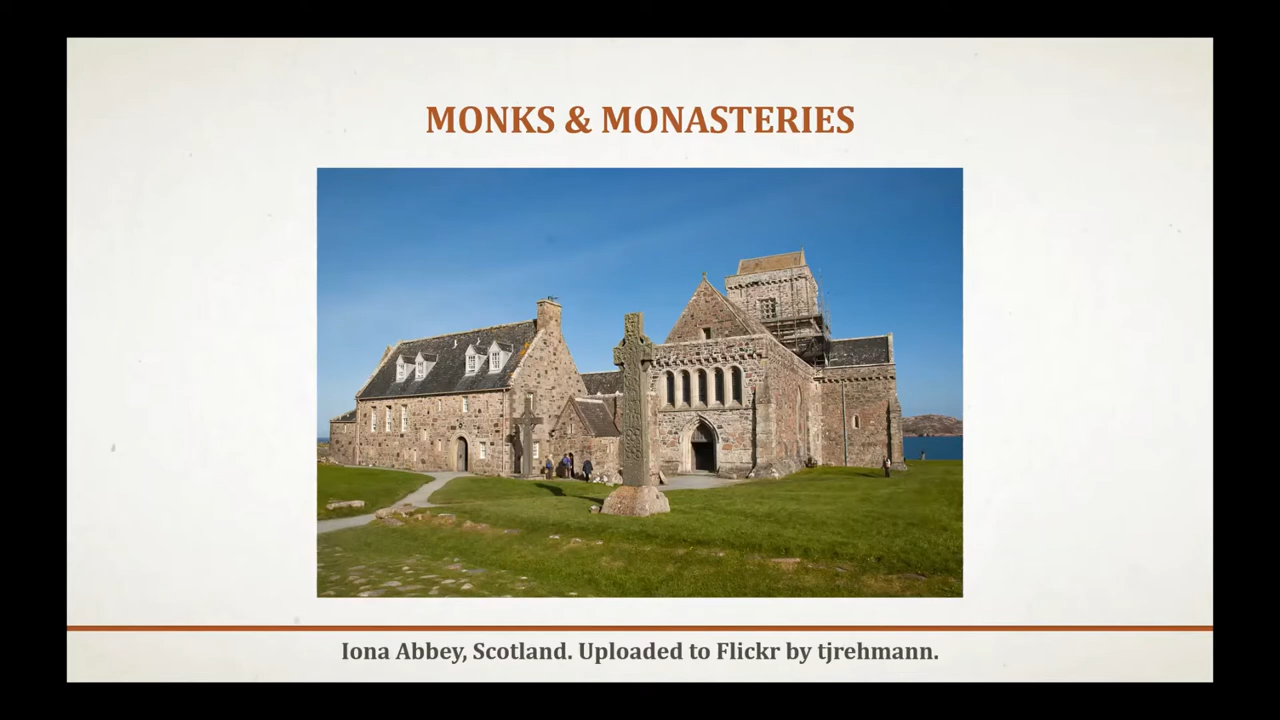 MONKS & MONASTERIES
Iona Abbey, Scotland. Uploaded to Flickr by tjrehmann.